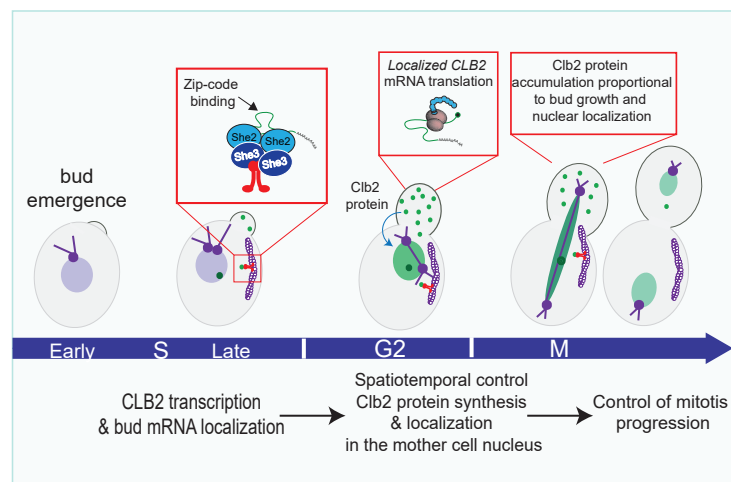 Zip-code
binding
She2
She2
She3
She3
Localized CLB2
mRNA translation
Clb2 protein
accumulation proportional
to bud growth and
nuclear localization
bud
emergence
Clb2
protein
Early
S
Late
G2
M
CLB2 transcription
& bud mRNA localization
Spatiotemporal control
Clb2 protein synthesis
& localization
in the mother cell nucleus
Control of mitotis
progression